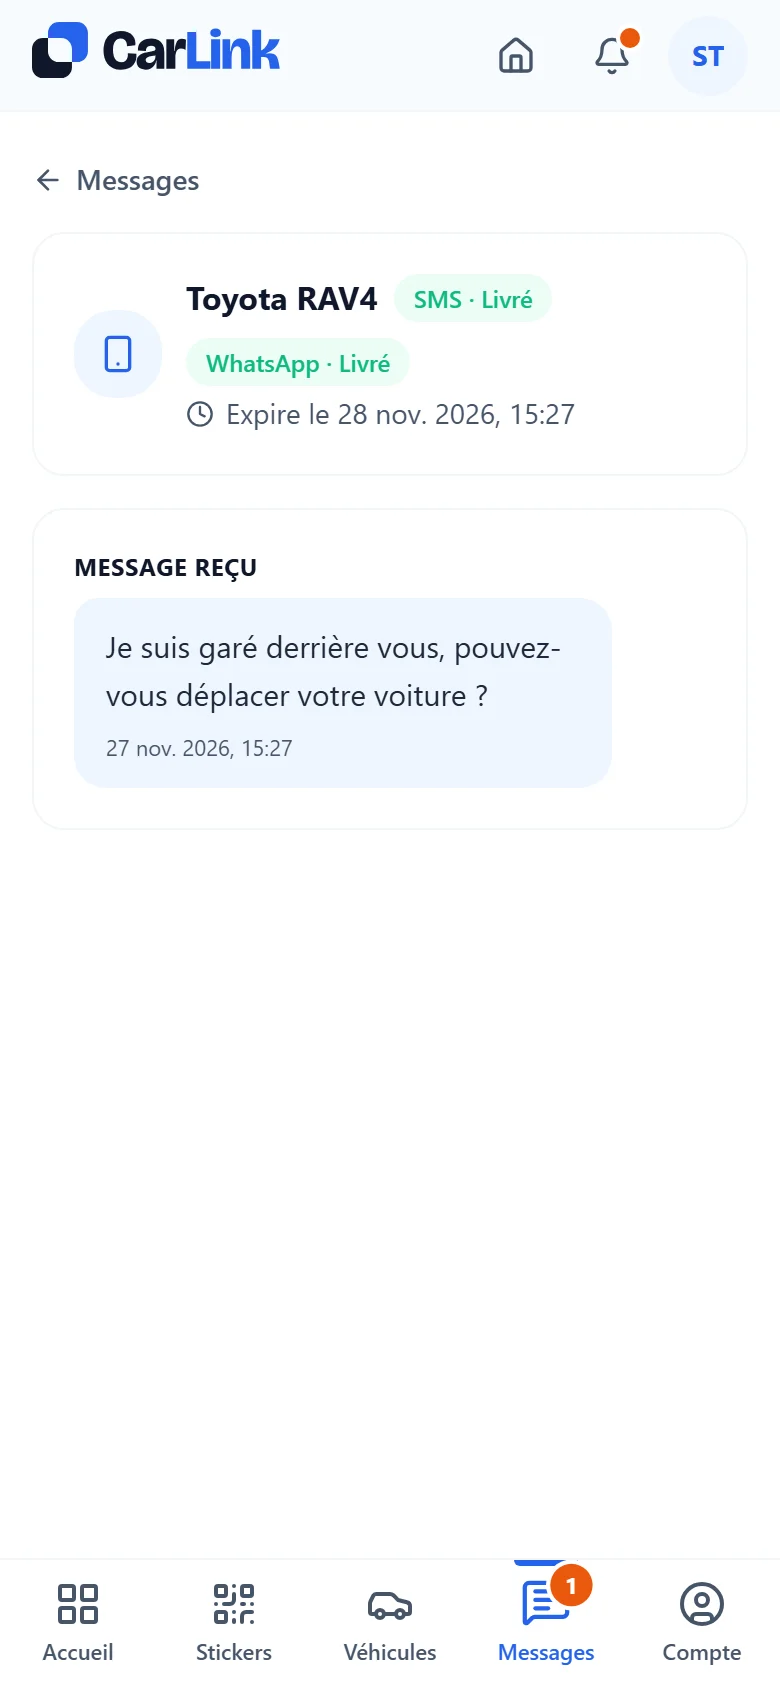 CarLink
ST
Messages
Toyota RAV4
SMS · Livré
WhatsApp · Livré
Expire le 28 nov. 2026, 15:27
MESSAGE REÇU
Je suis garé derrière vous, pouvez-
vous déplacer votre voiture ?
27 nov. 2026, 15:27
1
Accueil
Stickers
Véhicules
Messages
Compte